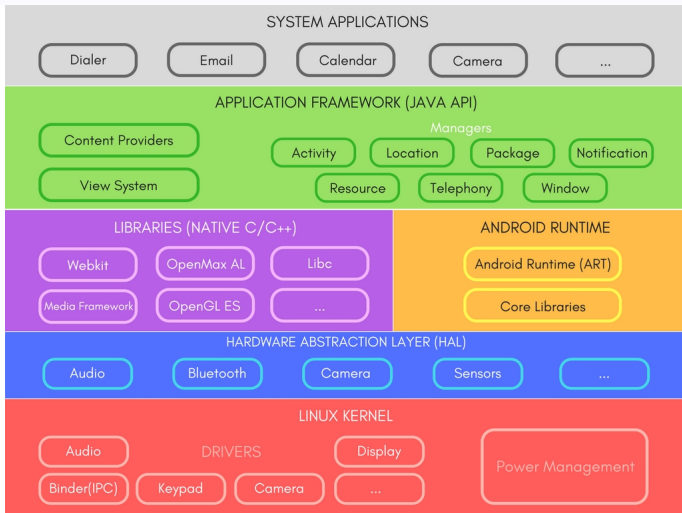 SYSTEM APPLICATIONS
Dialer
Email
Calendar
Camera
...
APPLICATION FRAMEWORK (JAVA API)
Content Providers
View System
Managers
Activity
Location
Package
Notification
Resource
Telephony
Window
LIBRARIES (NATIVE C/C++)
Webkit
OpenMax AL
Libc
Media Framework
OpenGL ES
...
ANDROID RUNTIME
Android Runtime (ART)
Core Libraries
HARDWARE ABSTRACTION LAYER (HAL)
Audio
Bluetooth
Camera
Sensors
...
LINUX KERNEL
Audio
DRIVERS
Display
Binder(IPC)
Keypad
Camera
...
Power Management